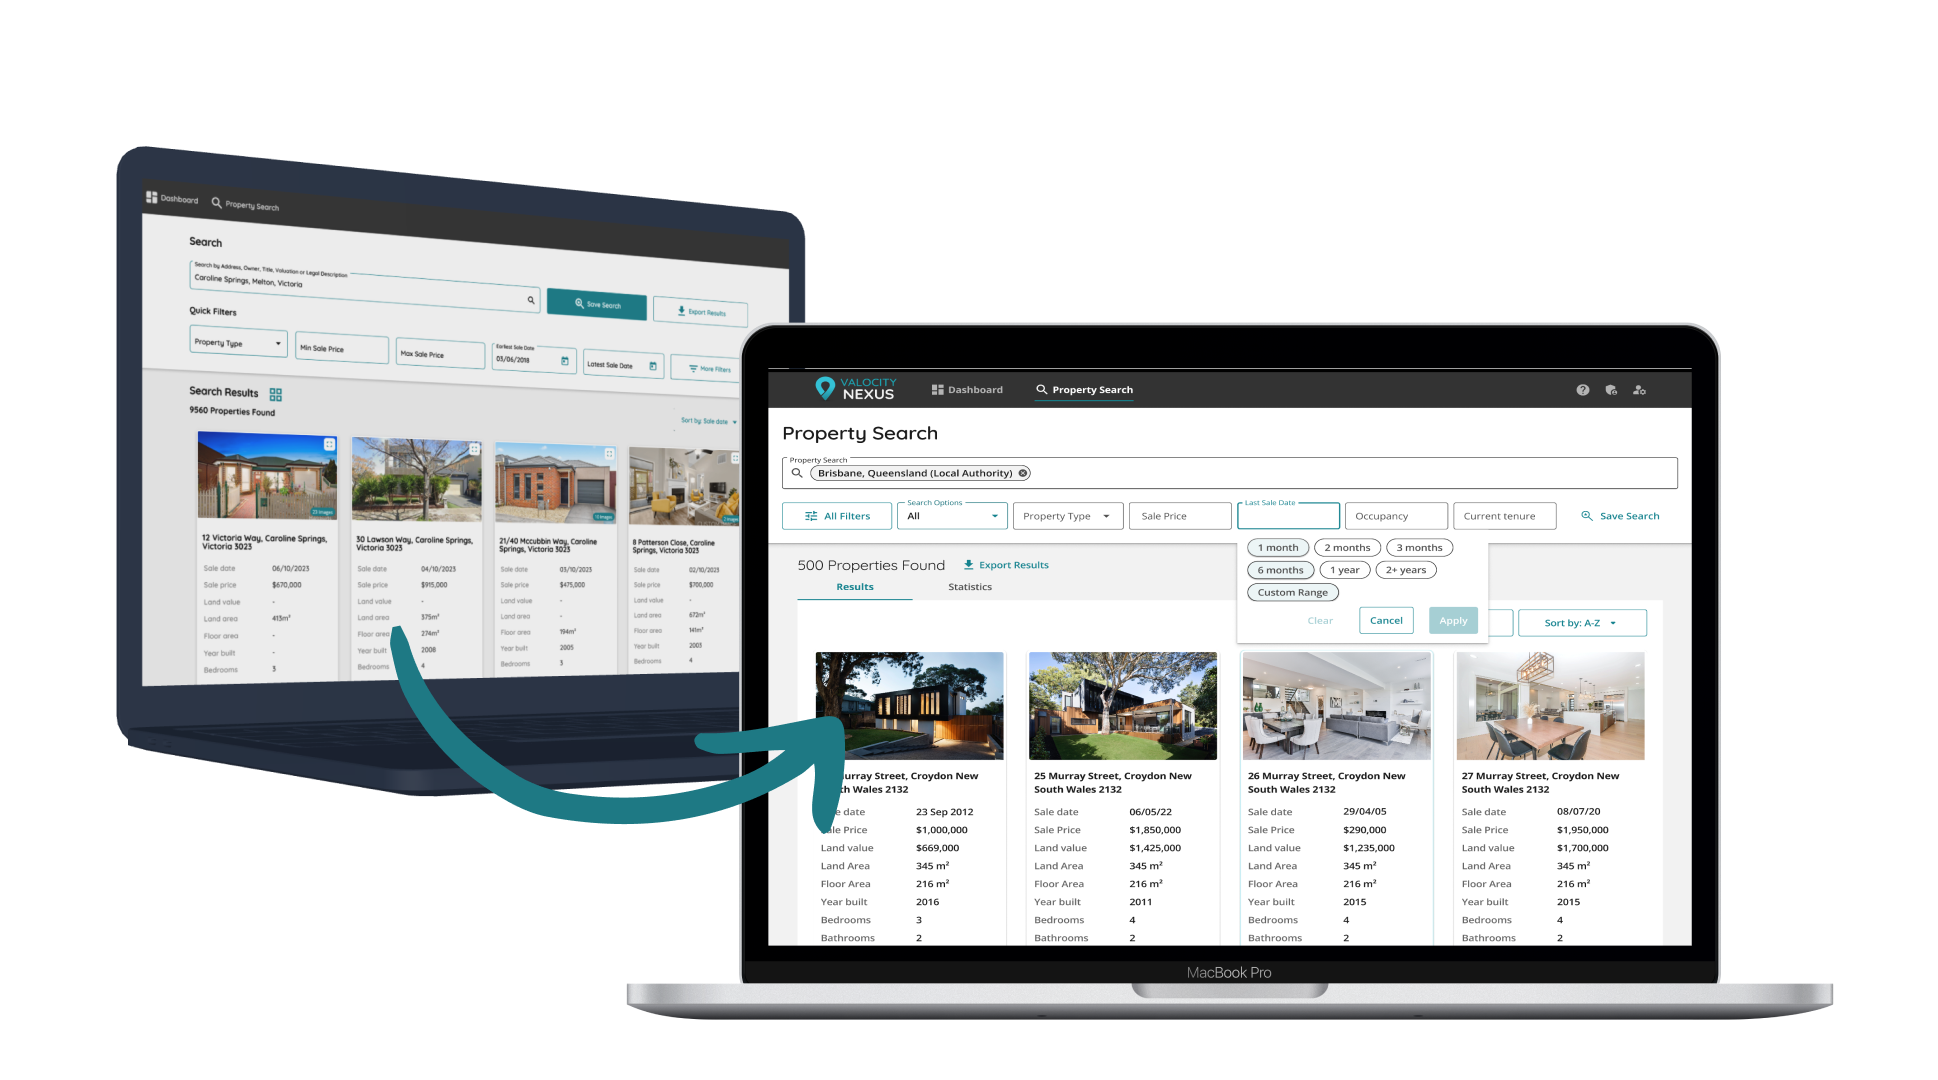 Dashboard
Property Search
Search
Search by Address, Owner, Title, Valuation or Legal Description
Caroline Springs, Melton, Victoria
Save Search
Export Results
Quick Filters
Property Type
Min Sale Price
Max Sale Price
Earliest Sale Date
03/06/2018
Latest Sale Date
More Filters
Search Results
9560 Properties Found
Sort by: Sale date
12 Victoria Way, Caroline Springs,
Victoria 3023
Sale date 06/10/2023
Sale price $670,000
Land value -
Land area 413m²
Floor area -
Year built -
Bedrooms 3
30 Lawson Way, Caroline Springs,
Victoria 3023
Sale date 04/10/2023
Sale price $915,000
Land value -
Land area 375m²
Floor area 274m²
Year built 2008
Bedrooms 4
21/40 Mccubbin Way, Caroline
Springs, Victoria 3023
Sale date 03/10/2023
Sale price $475,000
Land value -
Land area -
Floor area 194m²
Year built 2005
Bedrooms 3
8 Patterson Close, Caroline
Springs, Victoria 3023
Sale date 02/10/2023
Sale price $700,000
Land value -
Land area 672m²
Floor area 141m²
Year built 2003
Bedrooms 4
VALOCITY
NEXUS
Dashboard
Property Search
Property Search
Property Search
Brisbane, Queensland (Local Authority)
All Filters
Search Options
All
Property Type
Sale Price
Last Sale Date
Occupancy
Current tenure
Save Search
1 month 2 months 3 months
6 months 1 year 2+ years
Custom Range
Clear Cancel Apply
500 Properties Found
Export Results
Results Statistics
Sort by: A-Z
Murray Street, Croydon New
South Wales 2132
Sale date 23 Sep 2012
Sale Price $1,000,000
Land value $669,000
Land Area 345 m²
Floor Area 216 m²
Year built 2016
Bedrooms 3
Bathrooms 2
25 Murray Street, Croydon New
South Wales 2132
Sale date 06/05/22
Sale Price $1,850,000
Land value $1,425,000
Land Area 345 m²
Floor Area 216 m²
Year built 2011
Bedrooms 4
Bathrooms 2
26 Murray Street, Croydon New
South Wales 2132
Sale date 29/04/05
Sale Price $290,000
Land value $1,235,000
Land Area 345 m²
Floor Area 216 m²
Year built 2015
Bedrooms 4
Bathrooms 2
27 Murray Street, Croydon New
South Wales 2132
Sale date 08/07/20
Sale Price $1,950,000
Land value $1,700,000
Land Area 345 m²
Floor Area 216 m²
Year built 2015
Bedrooms 4
Bathrooms 2
MacBook Pro